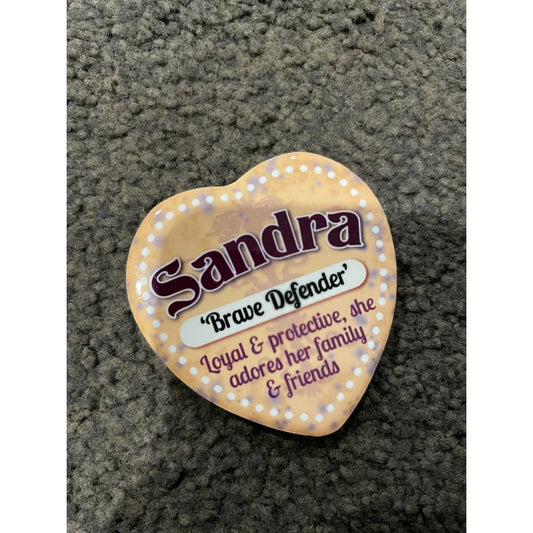 Sandra
‘Brave Defender’
Loyal & protective, she
adores her family
& friends